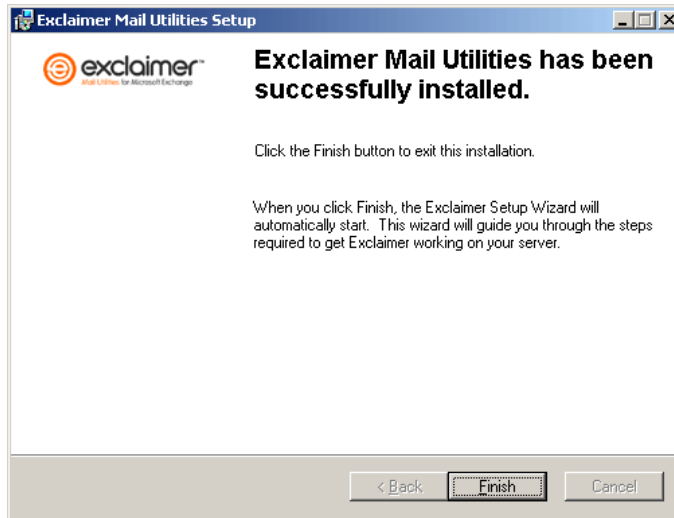 Exclaimer Mail Utilities Setup
exclaimer™
Mail Utilities for Microsoft Exchange
Exclaimer Mail Utilities has been
successfully installed.
Click the Finish button to exit this installation.
When you click Finish, the Exclaimer Setup Wizard will
automatically start. This wizard will guide you through the steps
required to get Exclaimer working on your server.
< Back
Finish
Cancel